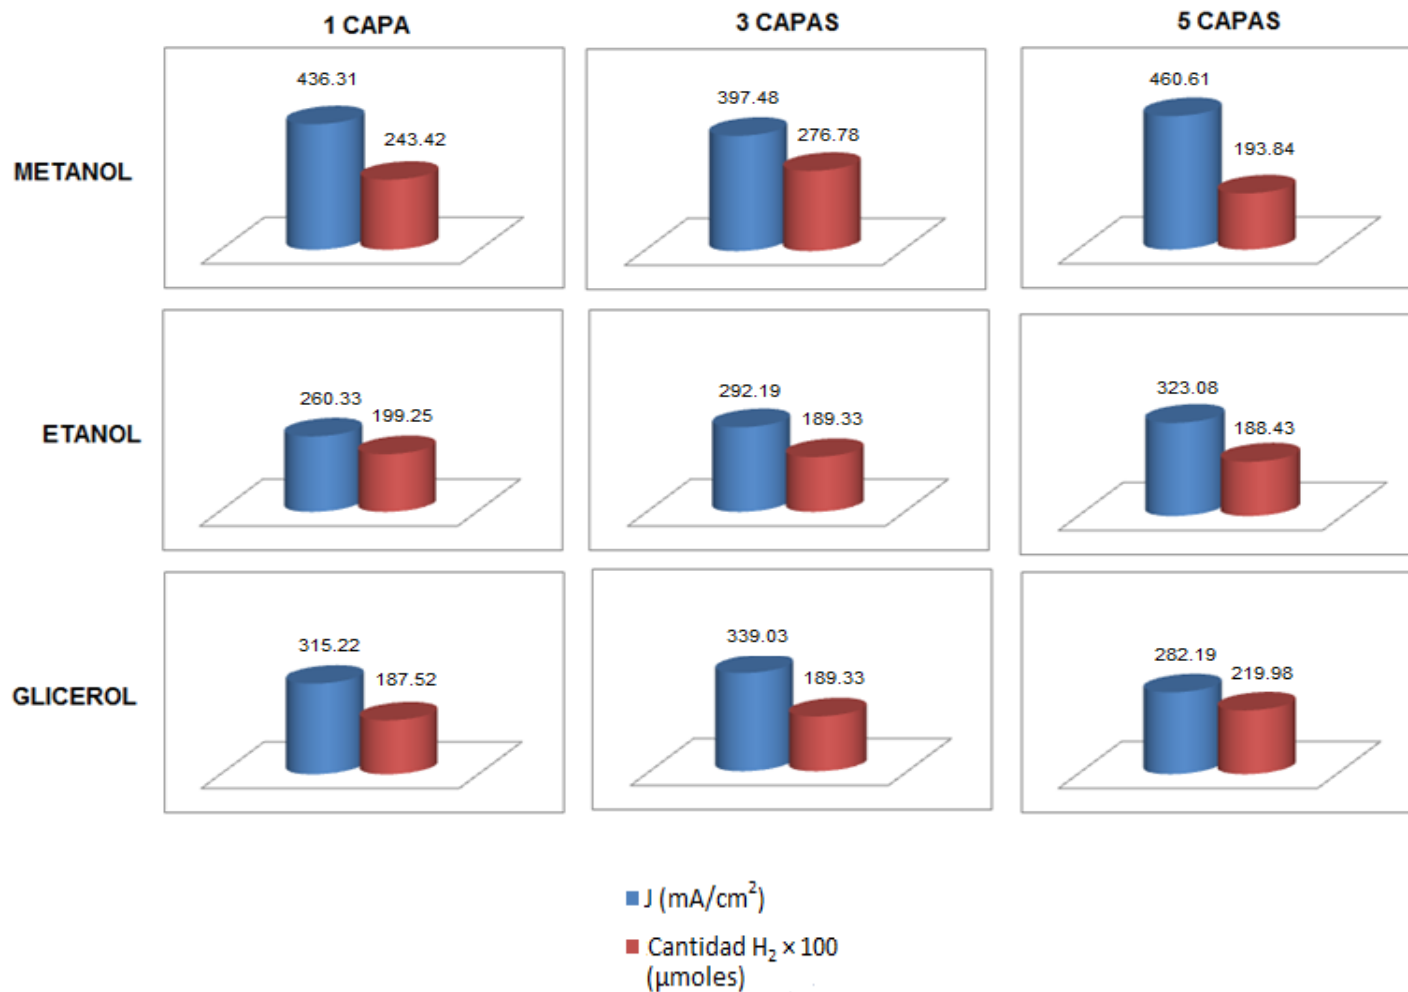 1 CAPA
3 CAPAS
5 CAPAS
METANOL
436.31
243.42
397.48
276.78
460.61
193.84
ETANOL
260.33
199.25
292.19
189.33
323.08
188.43
GLICEROL
315.22
187.52
339.03
189.33
282.19
219.98
J (mA/cm²)
Cantidad H₂ × 100
(µmoles)